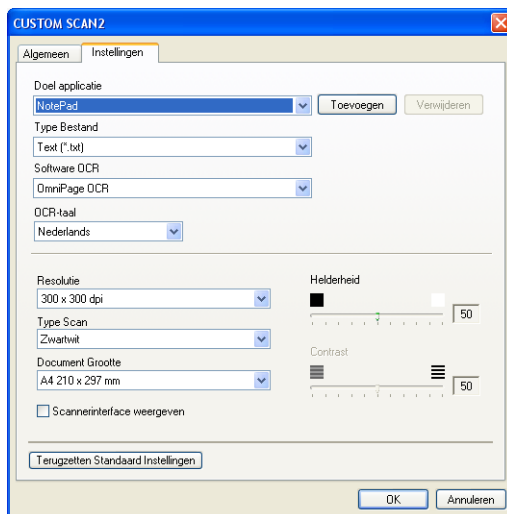 CUSTOM SCAN2
Algemeen Instellingen
Doel applicatie
NotePad Toevoegen Verwijderen
Type Bestand
Text (*.txt)
Software OCR
OmniPage OCR
OCR-taal
Nederlands
Resolutie Helderheid
300 x 300 dpi
50
Type Scan
Zwartwit
Contrast
Document Grootte
A4 210 x 297 mm
50
Scannerinterface weergeven
Terugzetten Standaard Instellingen
OK Annuleren